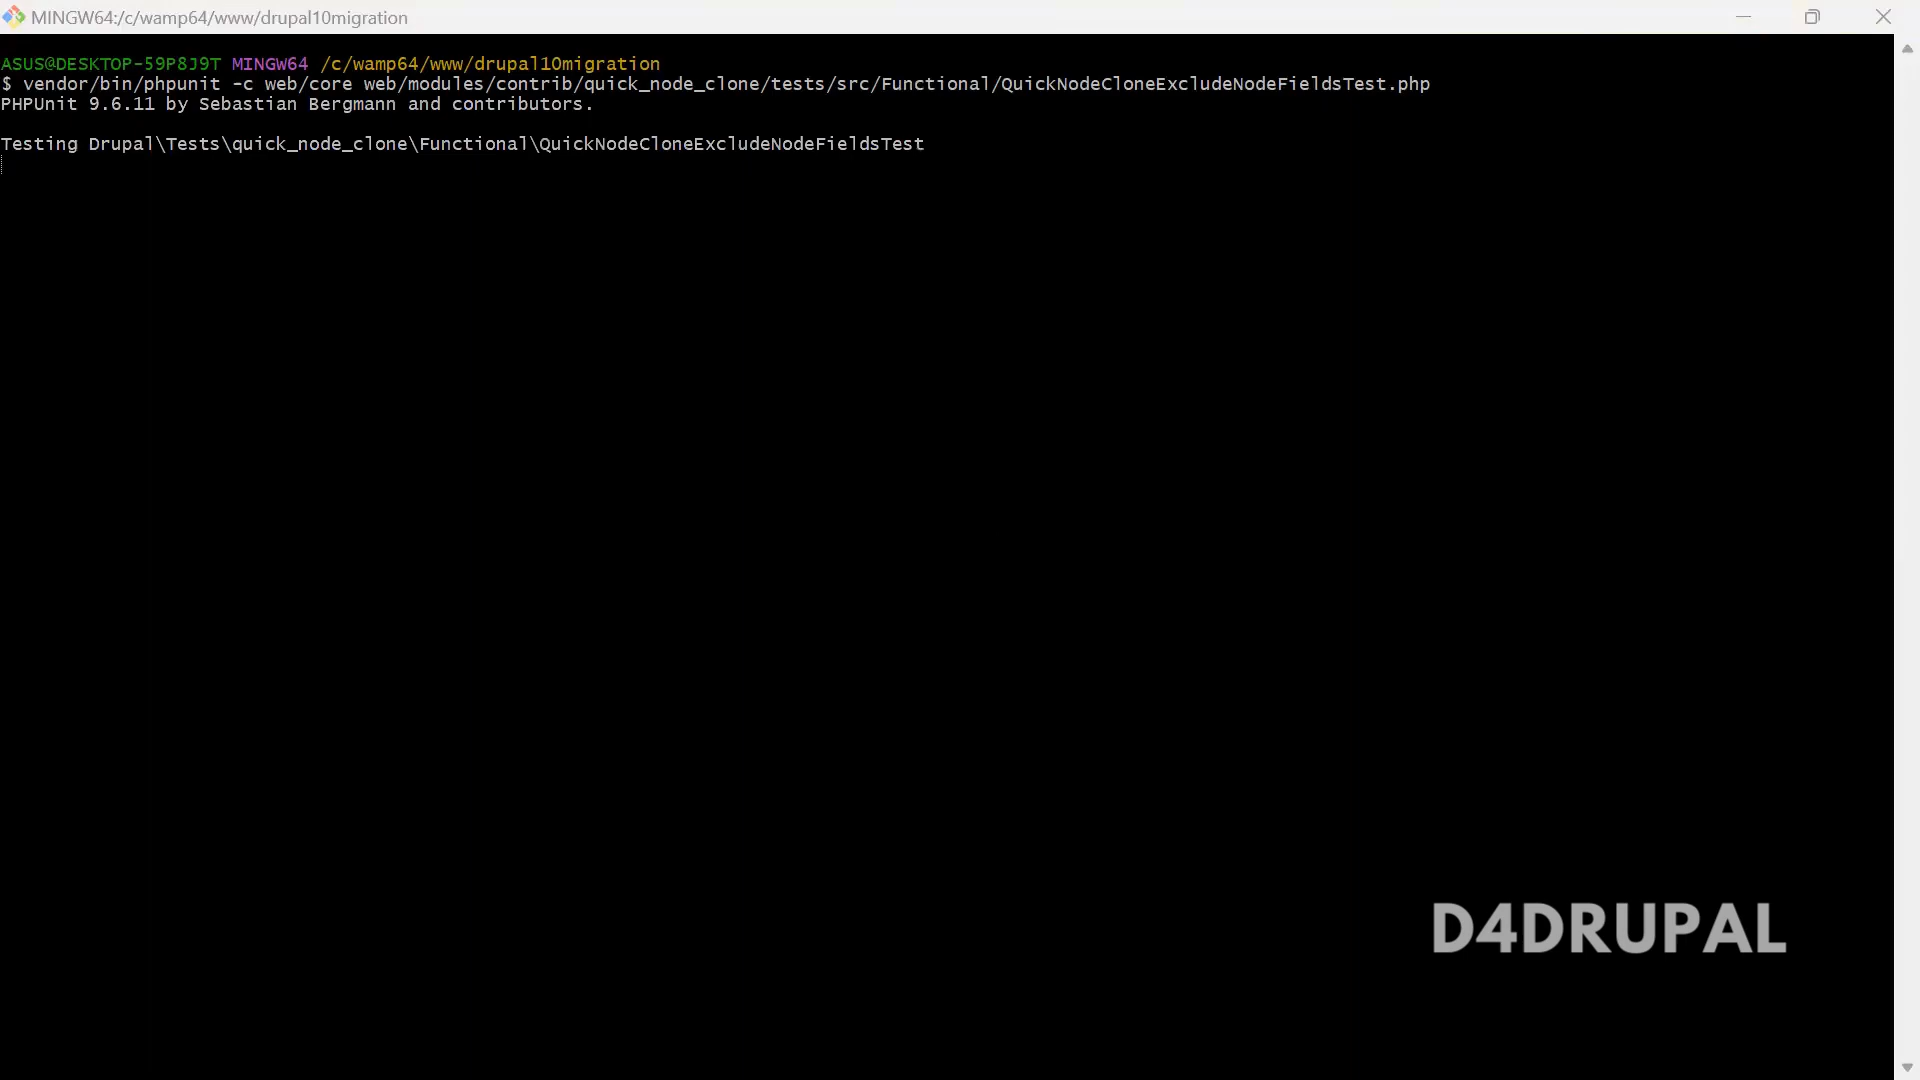 MINGW64:/c/wamp64/www/drupal10migration
ASUS@DESKTOP-59P8J9T MINGW64 /c/wamp64/www/drupal10migration
$ vendor/bin/phpunit -c web/core web/modules/contrib/quick_node_clone/tests/src/Functional/QuickNodeCloneExcludeNodeFieldsTest.php
PHPUnit 9.6.11 by Sebastian Bergmann and contributors.
Testing Drupal\Tests\quick_node_clone\Functional\QuickNodeCloneExcludeNodeFieldsTest
D4DRUPAL